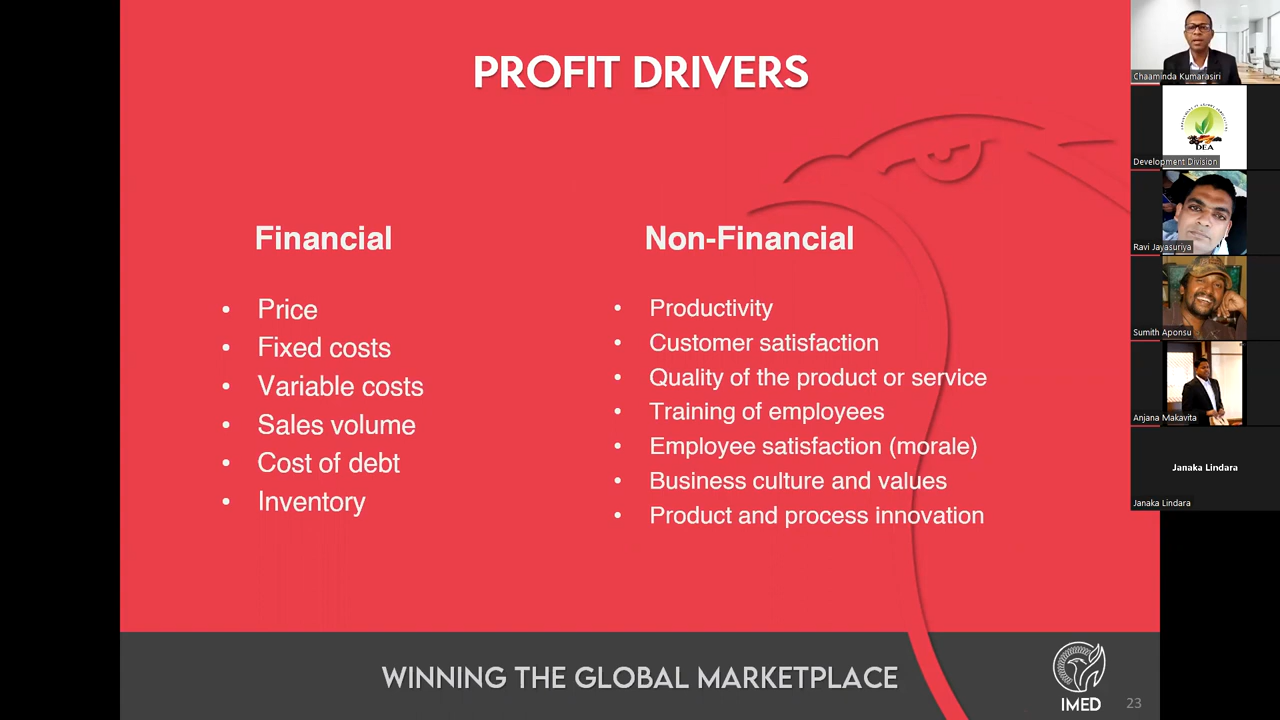 PROFIT DRIVERS
Financial
• Price
• Fixed costs
• Variable costs
• Sales volume
• Cost of debt
• Inventory
Non-Financial
• Productivity
• Customer satisfaction
• Quality of the product or service
• Training of employees
• Employee satisfaction (morale)
• Business culture and values
• Product and process innovation
WINNING THE GLOBAL MARKETPLACE
IMED
23
Chaaminda Kumarasiri
DEA
Development Division
Ravi Jayasuriya
Sumith Aponsu
Anjana Makavita
Janaka Lindara
Janaka Lindara